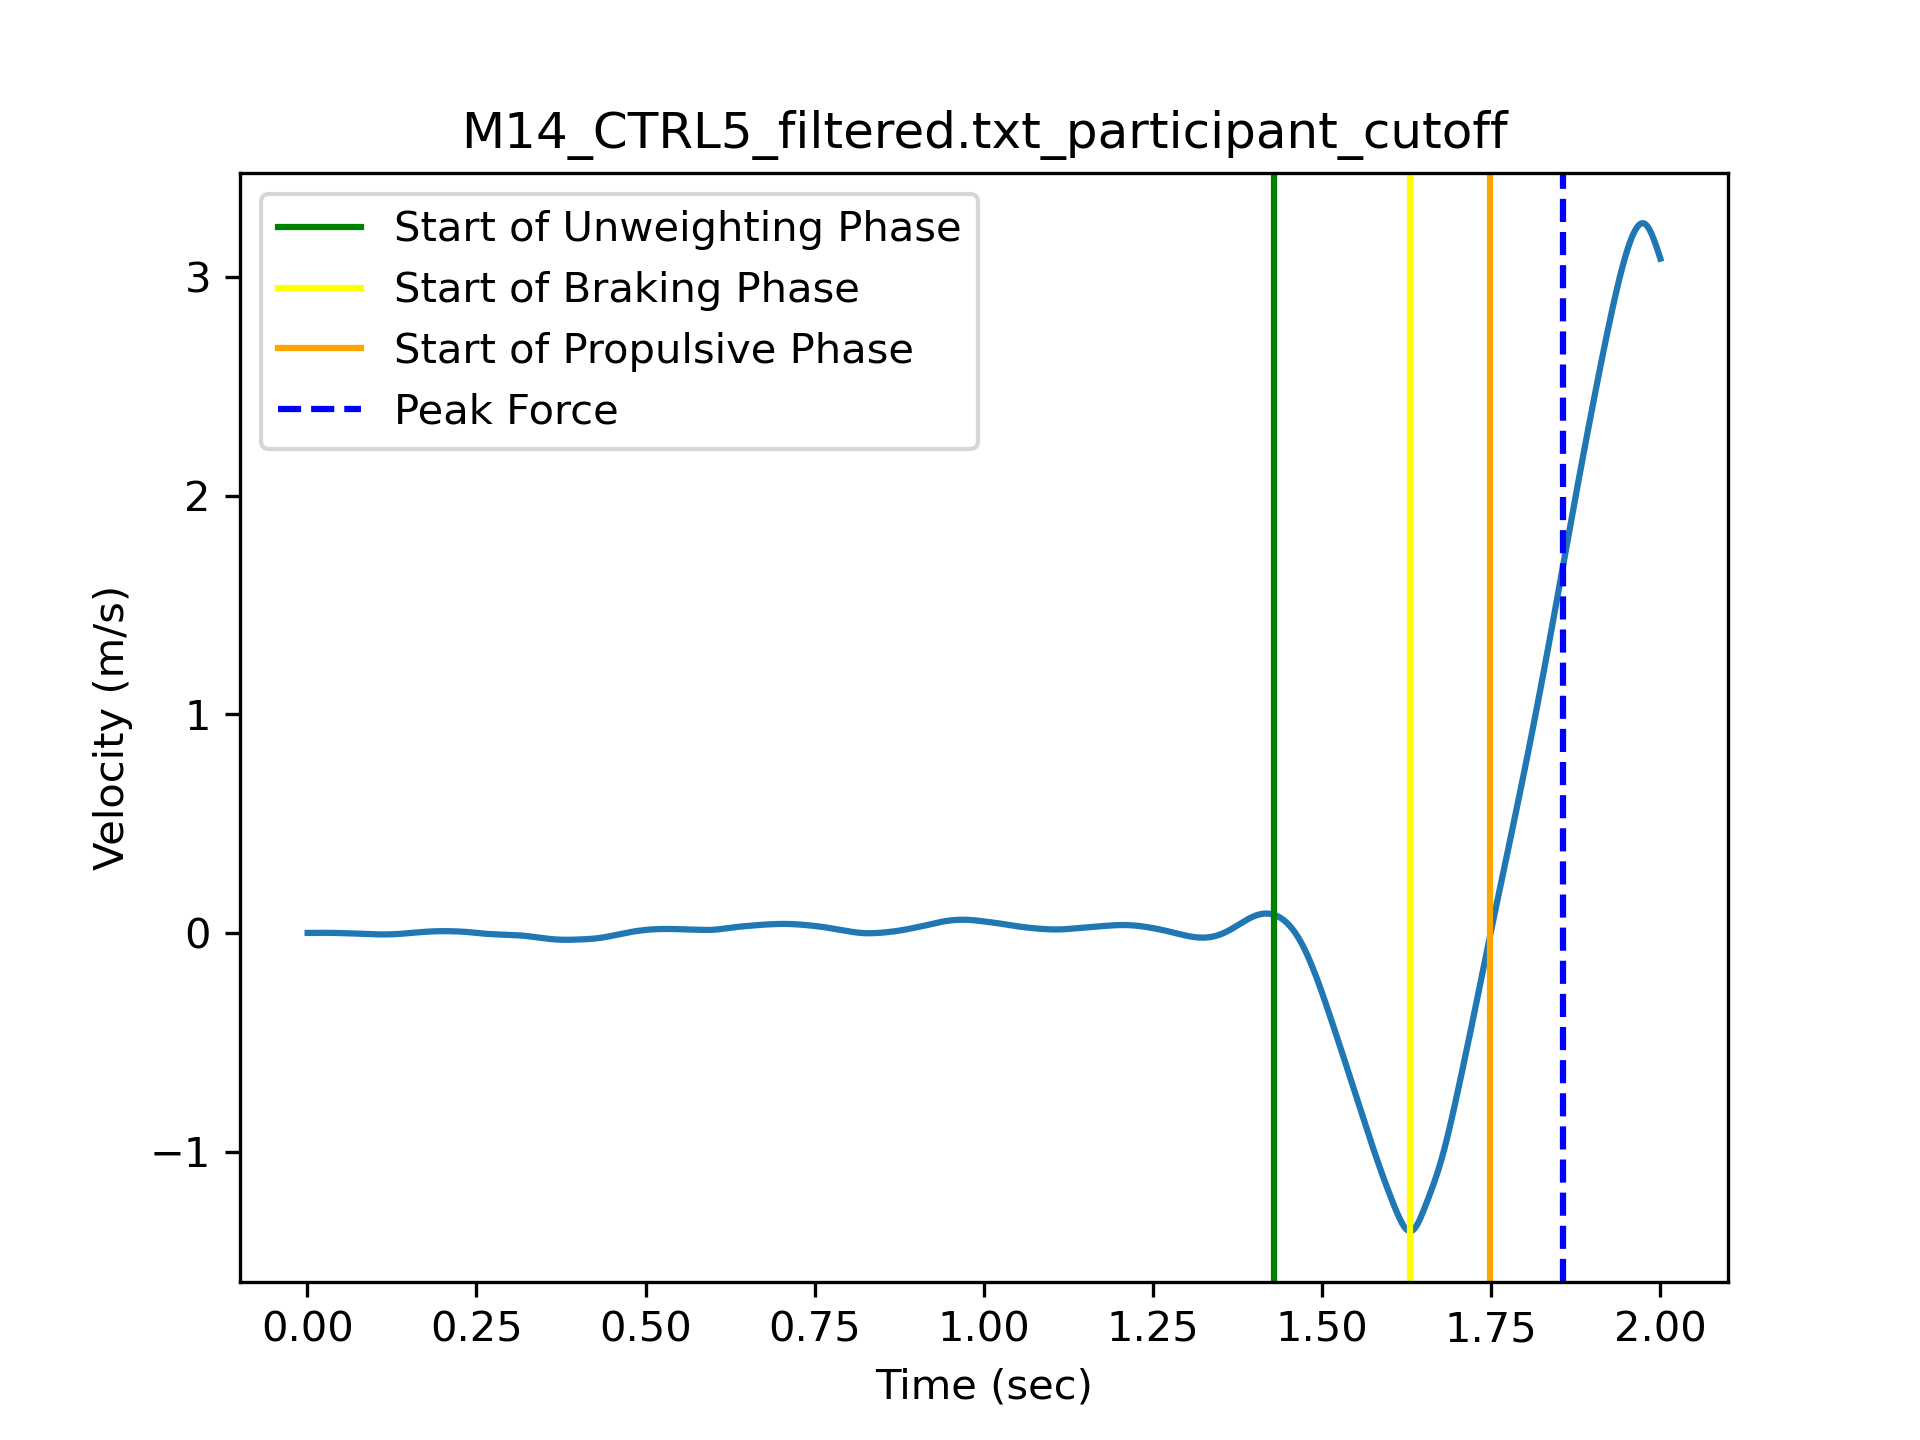 M14_CTRL5_filtered.txt_participant_cutoff
Start of Unweighting Phase
Start of Braking Phase
Start of Propulsive Phase
Peak Force
3
2
1
0
−1
Velocity (m/s)
0.00 0.25 0.50 0.75 1.00 1.25 1.50 1.75 2.00
Time (sec)